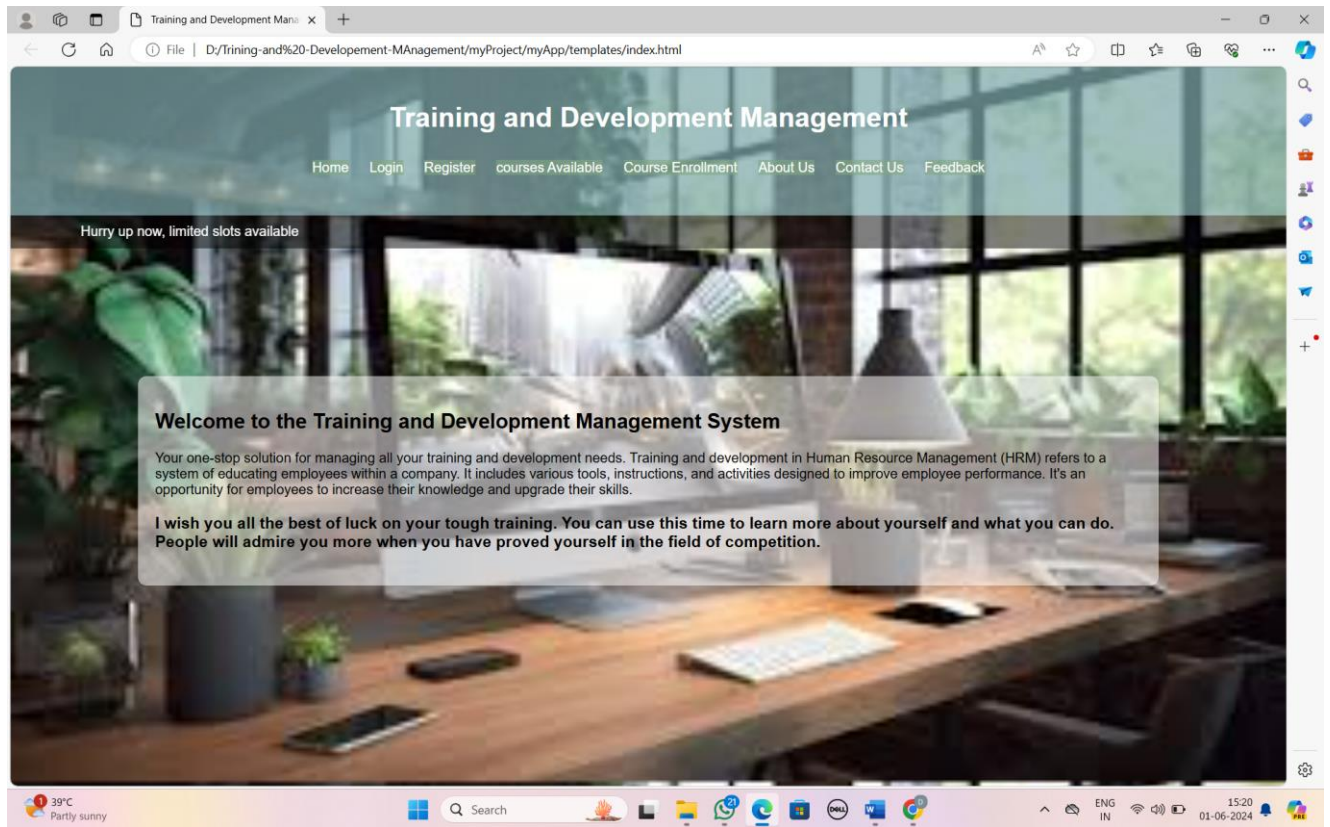 Training and Development Mana
File | D:/Trining-and%20-Developement-MAnagement/myProject/myApp/templates/index.html
Training and Development Management
Home Login Register courses Available Course Enrollment About Us Contact Us Feedback
Hurry up now, limited slots available
Welcome to the Training and Development Management System
Your one-stop solution for managing all your training and development needs. Training and development in Human Resource Management (HRM) refers to a
system of educating employees within a company. It includes various tools, instructions, and activities designed to improve employee performance. It's an
opportunity for employees to increase their knowledge and upgrade their skills.
I wish you all the best of luck on your tough training. You can use this time to learn more about yourself and what you can do.
People will admire you more when you have proved yourself in the field of competition.
1
39°C
Partly sunny
Search
2
DELL
ENG
IN
15:20
01-06-2024
PRE